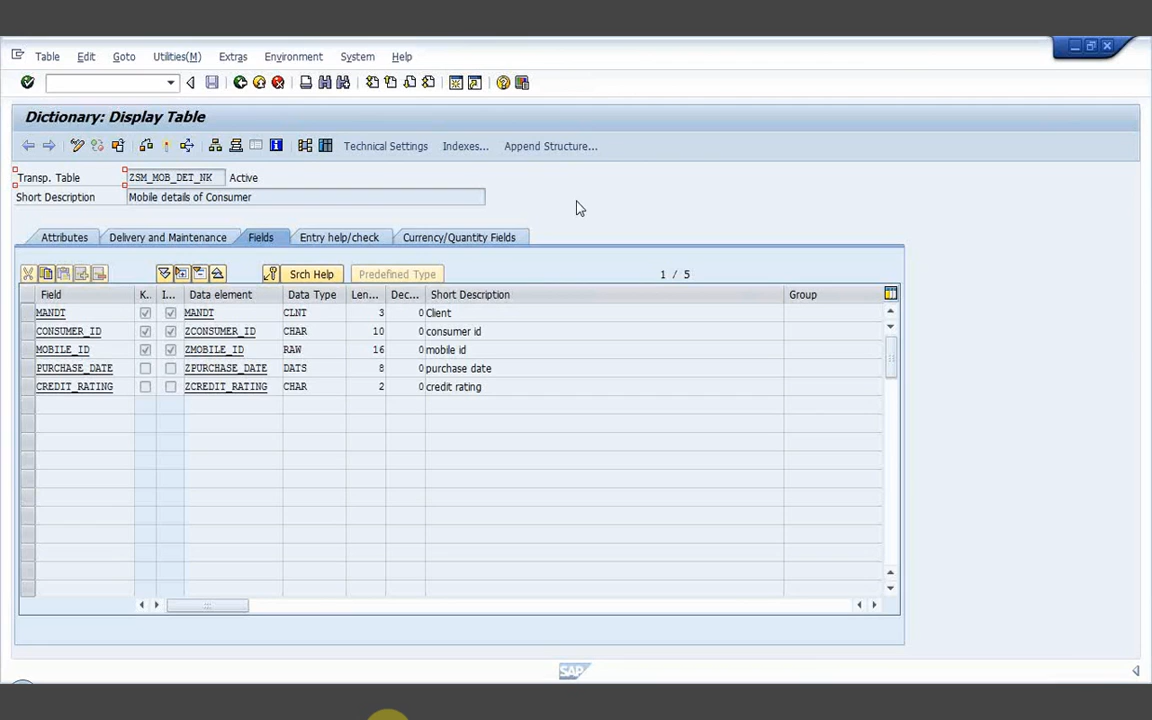 Table Edit Goto Utilities(M) Extras Environment System Help
Dictionary: Display Table
Technical Settings Indexes... Append Structure...
Transp. Table ZSM_MOB_DET_NK Active
Short Description Mobile details of Consumer
Attributes Delivery and Maintenance Fields Entry help/check Currency/Quantity Fields
Srch Help Predefined Type 1 / 5
Field K.. I... Data element Data Type Len... Dec... Short Description Group
MANDT MANDT CLNT 3 0 Client
CONSUMER_ID ZCONSUMER_ID CHAR 10 0 consumer id
MOBILE_ID ZMOBILE_ID RAW 16 0 mobile id
PURCHASE_DATE ZPURCHASE_DATE DATS 8 0 purchase date
CREDIT_RATING ZCREDIT_RATING CHAR 2 0 credit rating
SAP